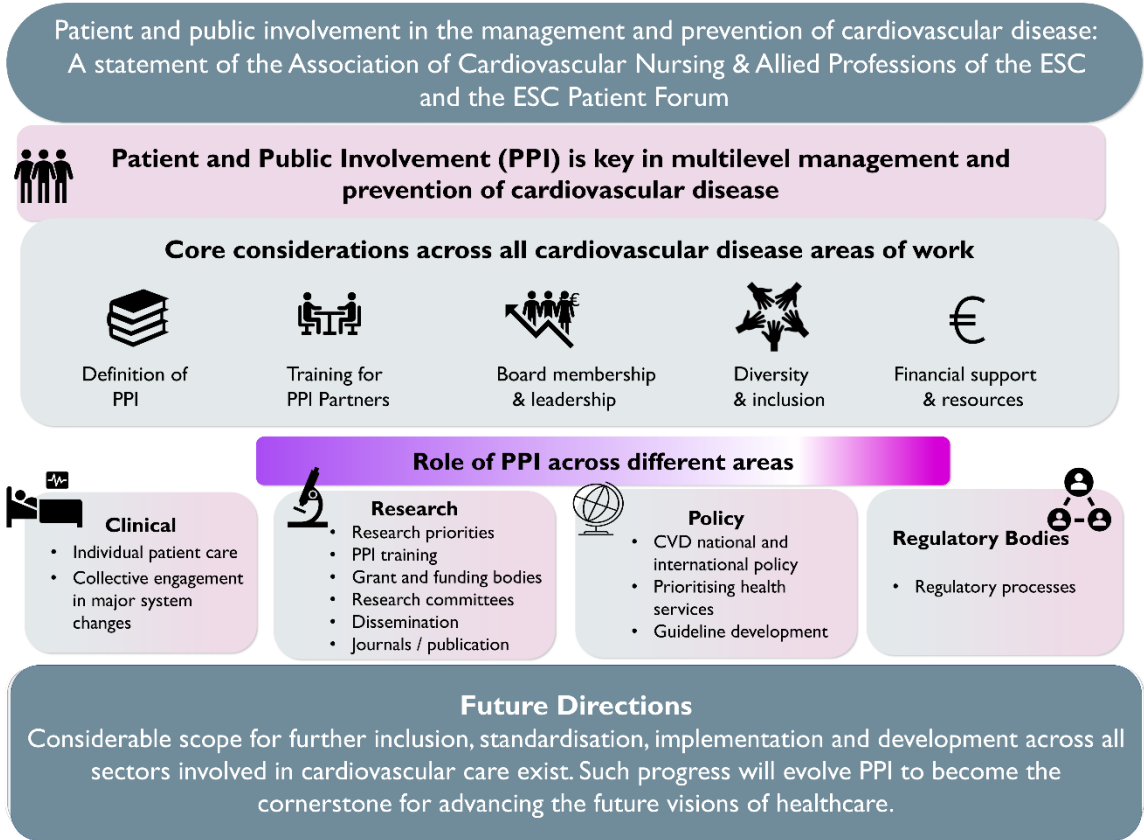 Patient and public involvement in the management and prevention of cardiovascular disease:
A statement of the Association of Cardiovascular Nursing & Allied Professions of the ESC
and the ESC Patient Forum
Patient and Public Involvement (PPI) is key in multilevel management and
prevention of cardiovascular disease
Core considerations across all cardiovascular disease areas of work
Definition of
PPI
Training for
PPI Partners
Board membership
& leadership
Diversity
& inclusion
€
Financial support
& resources
Role of PPI across different areas
Clinical
• Individual patient care
• Collective engagement
in major system
changes
Research
• Research priorities
• PPI training
• Grant and funding bodies
• Research committees
• Dissemination
• Journals / publication
Policy
• CVD national and
international policy
• Prioritising health
services
• Guideline development
Regulatory Bodies
• Regulatory processes
Future Directions
Considerable scope for further inclusion, standardisation, implementation and development across all
sectors involved in cardiovascular care exist. Such progress will evolve PPI to become the
cornerstone for advancing the future visions of healthcare.